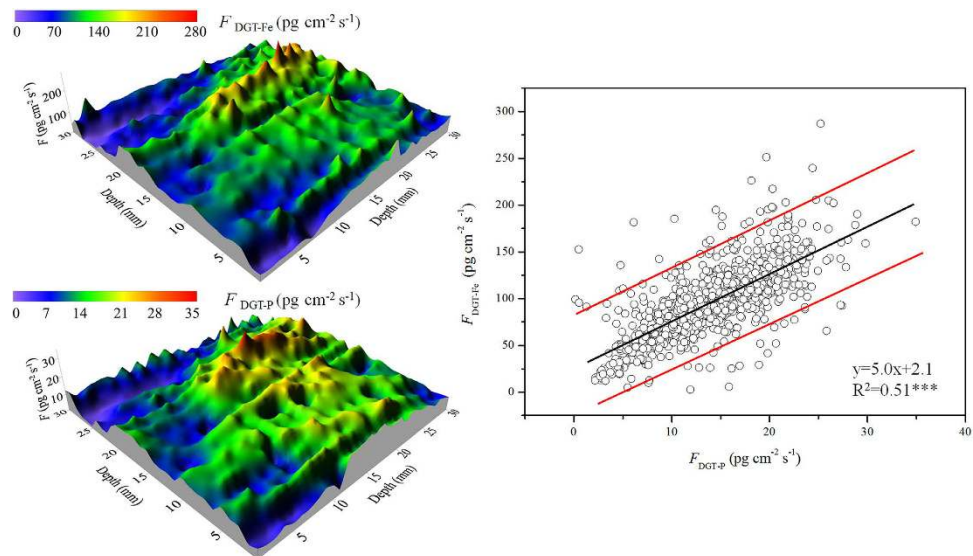 F DGT-Fe (pg cm-2 s-1)
0 70 140 210 280
F (pg cm-2 s-1)
200
100
30
25
20
15
10
5
Depth (mm)
5
10
15
20
25
30
Depth (mm)
F DGT-P (pg cm-2 s-1)
0 7 14 21 28 35
F (pg cm-2 s-1)
30
20
10
30
25
20
15
10
5
Depth (mm)
5
10
15
20
25
30
Depth (mm)
300
250
200
150
100
50
0
FDGT-Fe (pg cm-2 s-1)
y=5.0x+2.1
R2=0.51***
0 10 20 30 40
FDGT-P (pg cm-2 s-1)